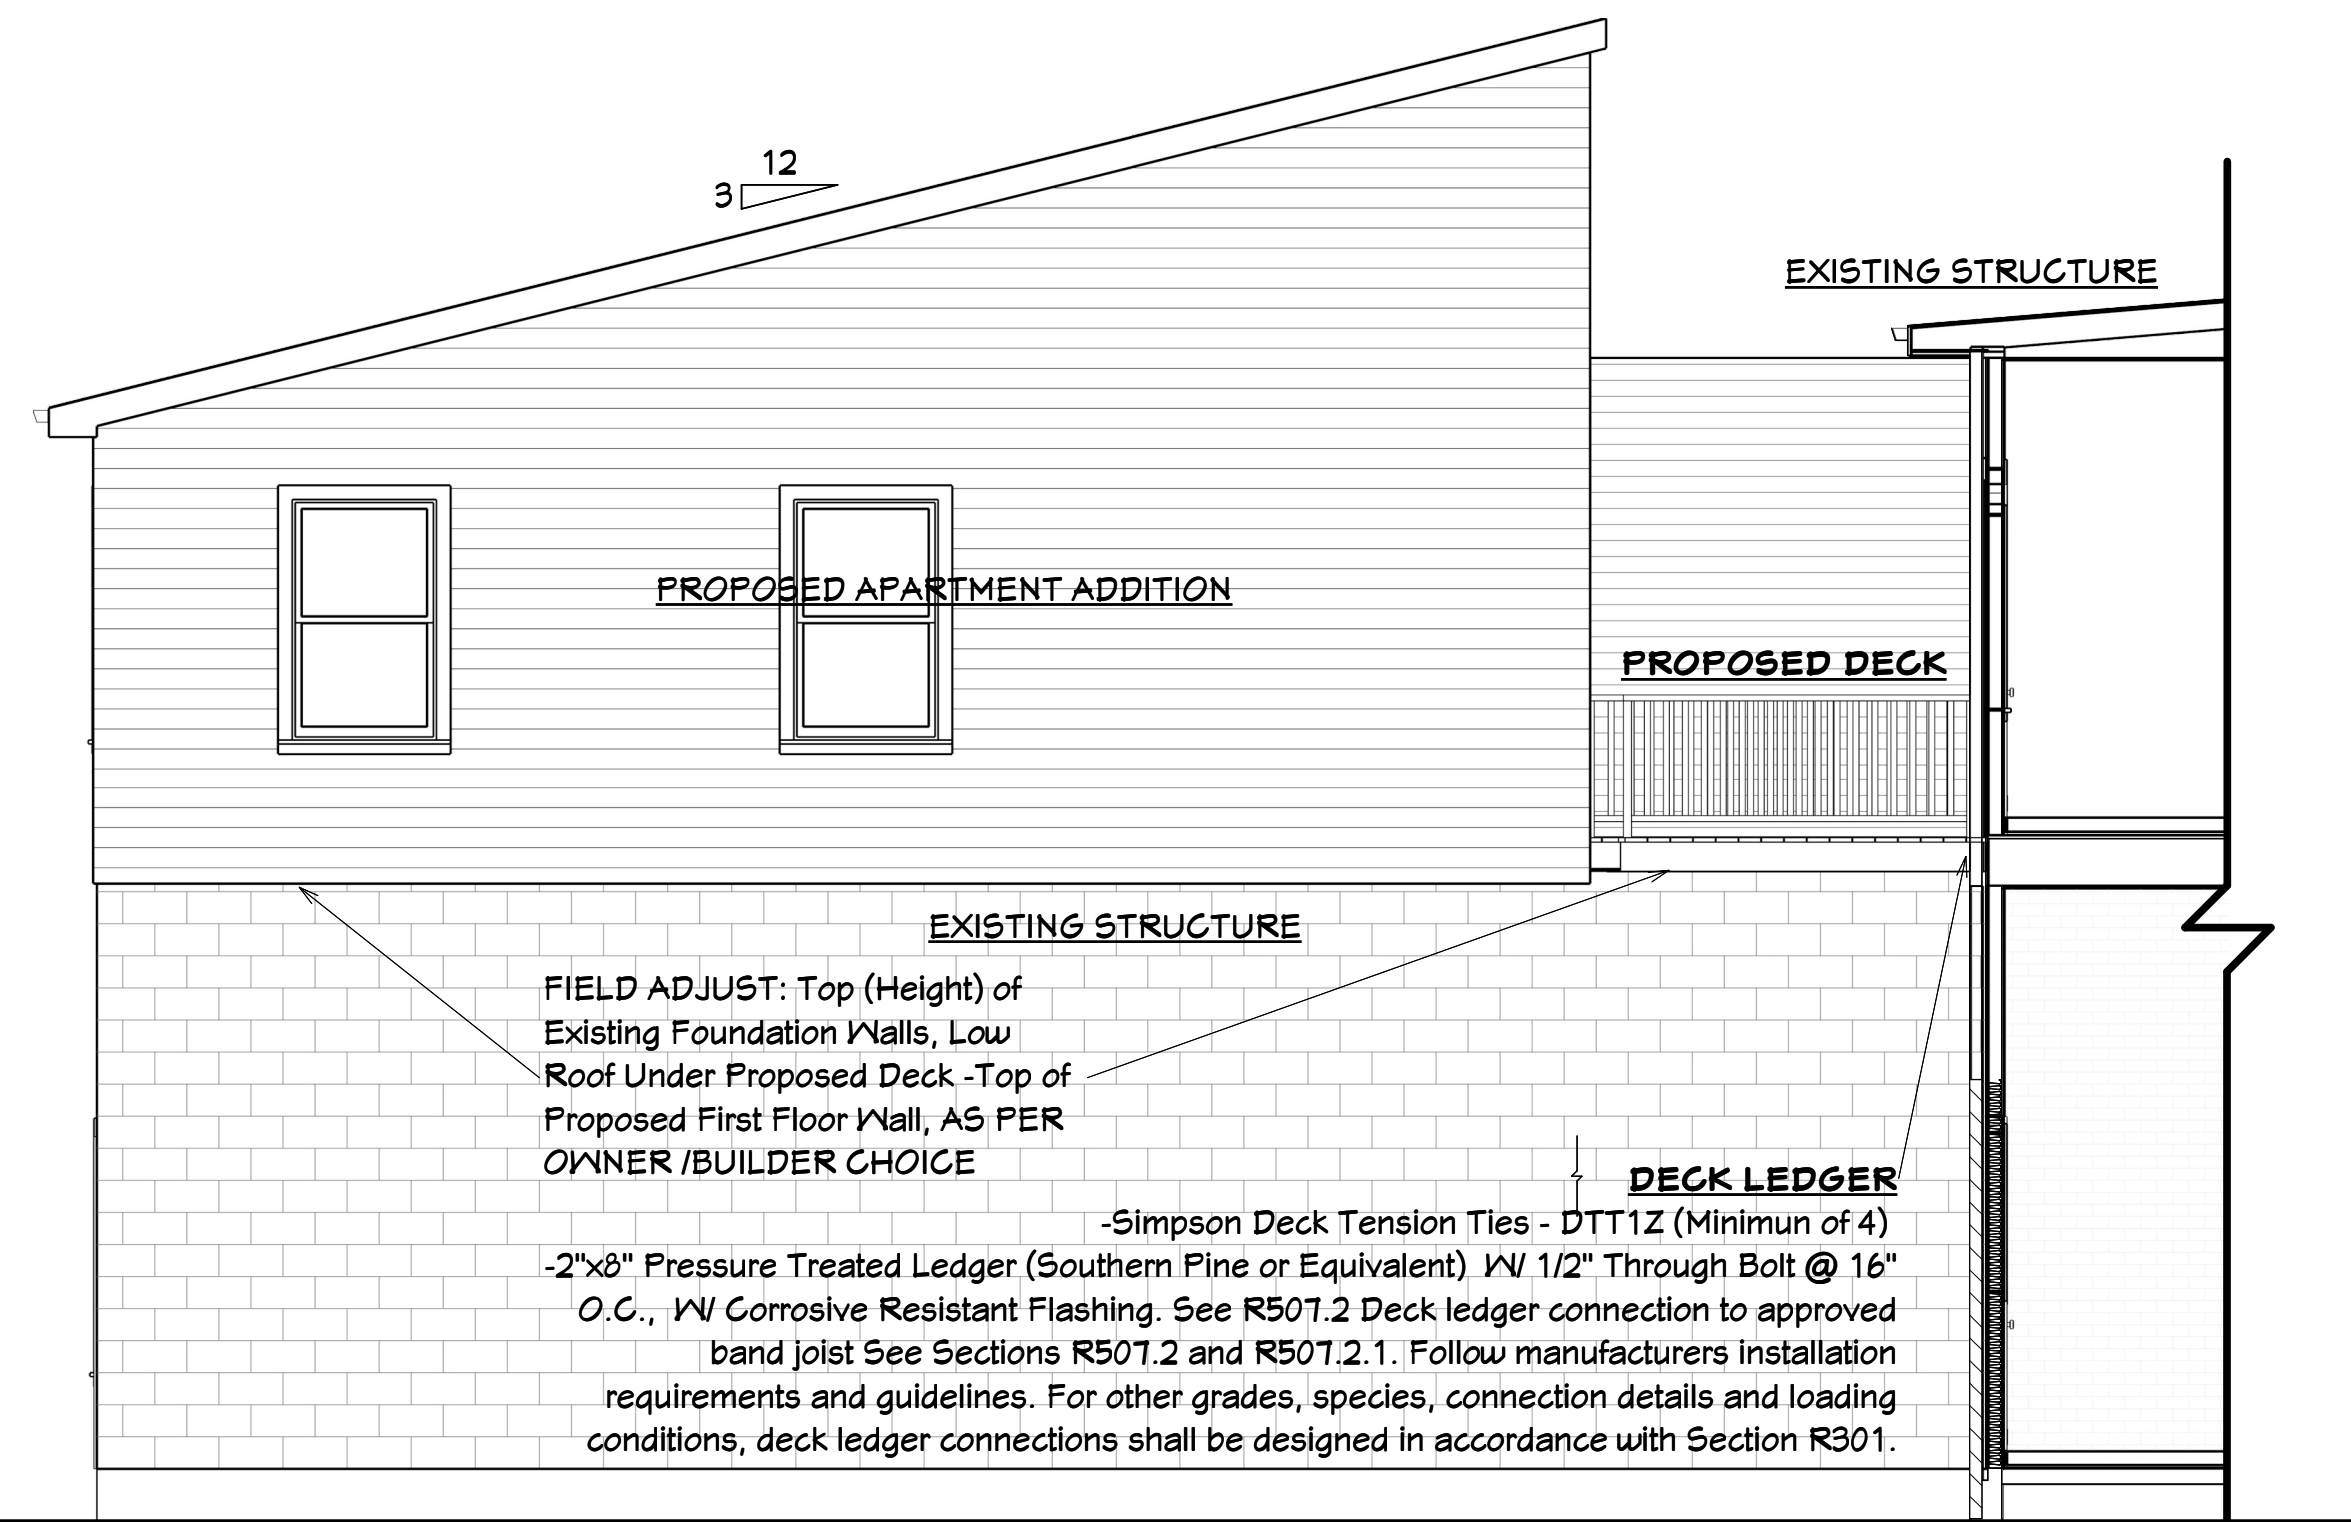 12
3
EXISTING STRUCTURE
PROPOSED APARTMENT ADDITION
PROPOSED DECK
EXISTING STRUCTURE
FIELD ADJUST: Top (Height) of
Existing Foundation Walls, Low
Roof Under Proposed Deck -Top of
Proposed First Floor Wall, AS PER
OWNER /BUILDER CHOICE
DECK LEDGER
-Simpson Deck Tension Ties - DTT1Z (Minimun of 4)
-2"x8" Pressure Treated Ledger (Southern Pine or Equivalent) W/ 1/2" Through Bolt @ 16"
O.C., W/ Corrosive Resistant Flashing. See R507.2 Deck ledger connection to approved
band joist See Sections R507.2 and R507.2.1. Follow manufacturers installation
requirements and guidelines. For other grades, species, connection details and loading
conditions, deck ledger connections shall be designed in accordance with Section R301.